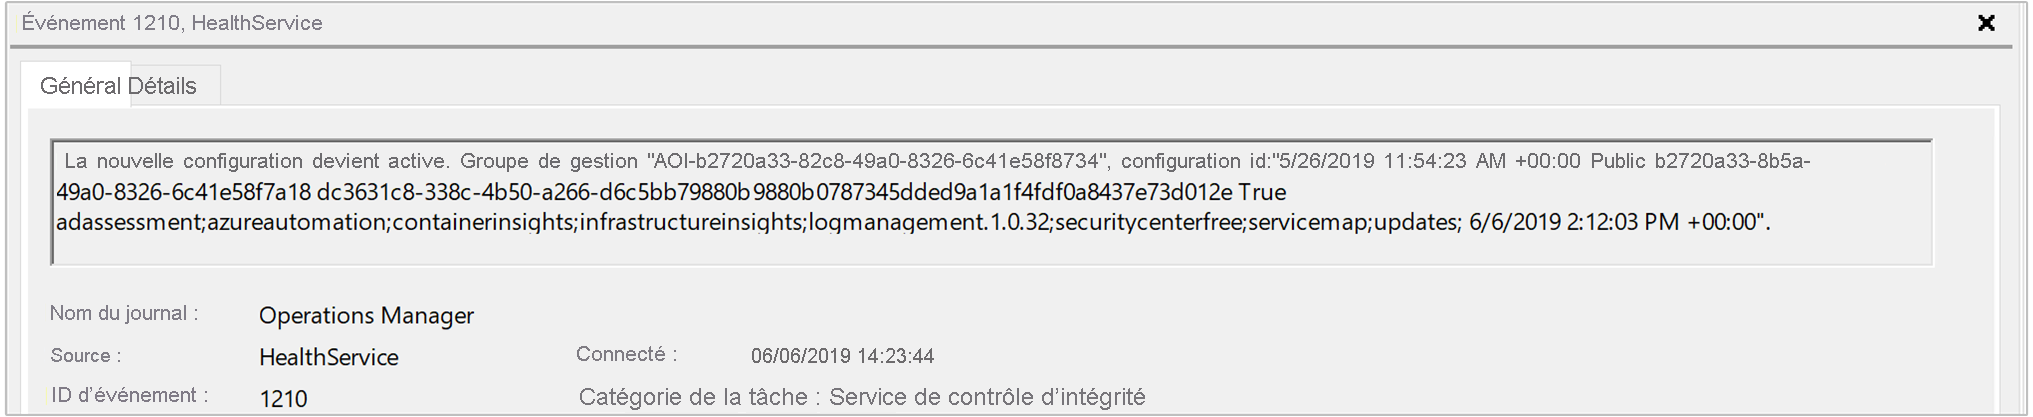 Événement 1210, HealthService
Général Détails
La nouvelle configuration devient active. Groupe de gestion "AOI-b2720a33-82c8-49a0-8326-6c41e58f8734", configuration id:"5/26/2019 11:54:23 AM +00:00 Public b2720a33-8b5a-
49a0-8326-6c41e58f7a18 dc3631c8-338c-4b50-a266-d6c5bb79880b9880b0787345dded9a1a1f4fdf0a8437e73d012e True
adassessment;azureautomation;containerinsights;infrastructureinsights;logmanagement.1.0.32;securitycenterfree;servicemap;updates; 6/6/2019 2:12:03 PM +00:00".
Nom du journal : Operations Manager
Source : HealthService Connecté : 06/06/2019 14:23:44
ID d’événement : 1210 Catégorie de la tâche : Service de contrôle d’intégrité